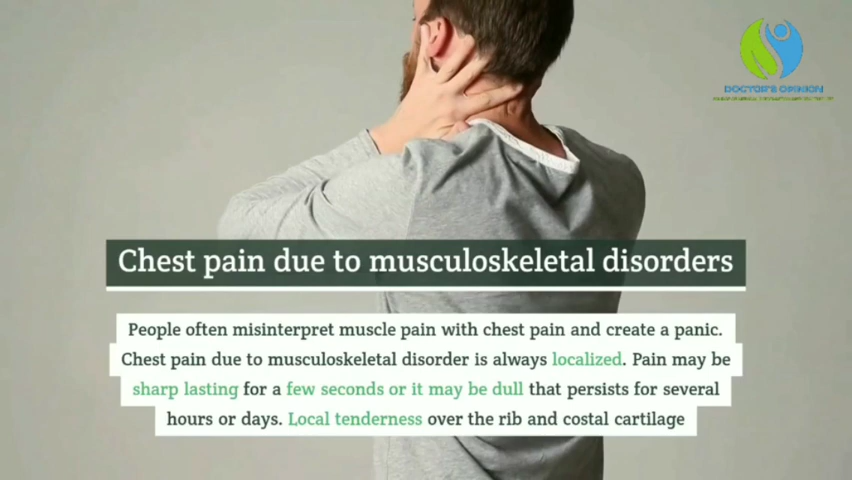 DOCTOR'S OPINION
Chest pain due to musculoskeletal disorders
People often misinterpret muscle pain with chest pain and create a panic.
Chest pain due to musculoskeletal disorder is always localized. Pain may be
sharp lasting for a few seconds or it may be dull that persists for several
hours or days. Local tenderness over the rib and costal cartilage